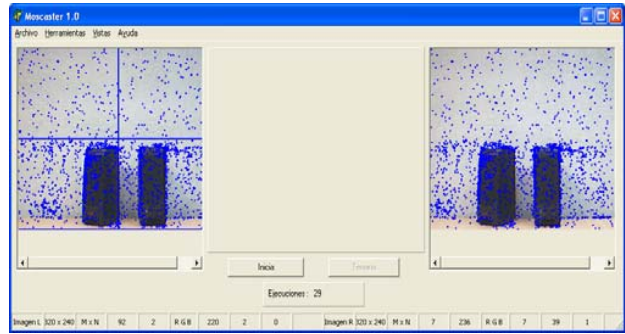 Moscaster 1.0
Archivo Herramientas Vistas Ayuda
Inicia
Ejecuciones : 29
Imagen L 320 x 240 M x N 92 2 R G B 220 2 0 Imagen R 320 x 240 M x N 7 236 R G B 7 39 1